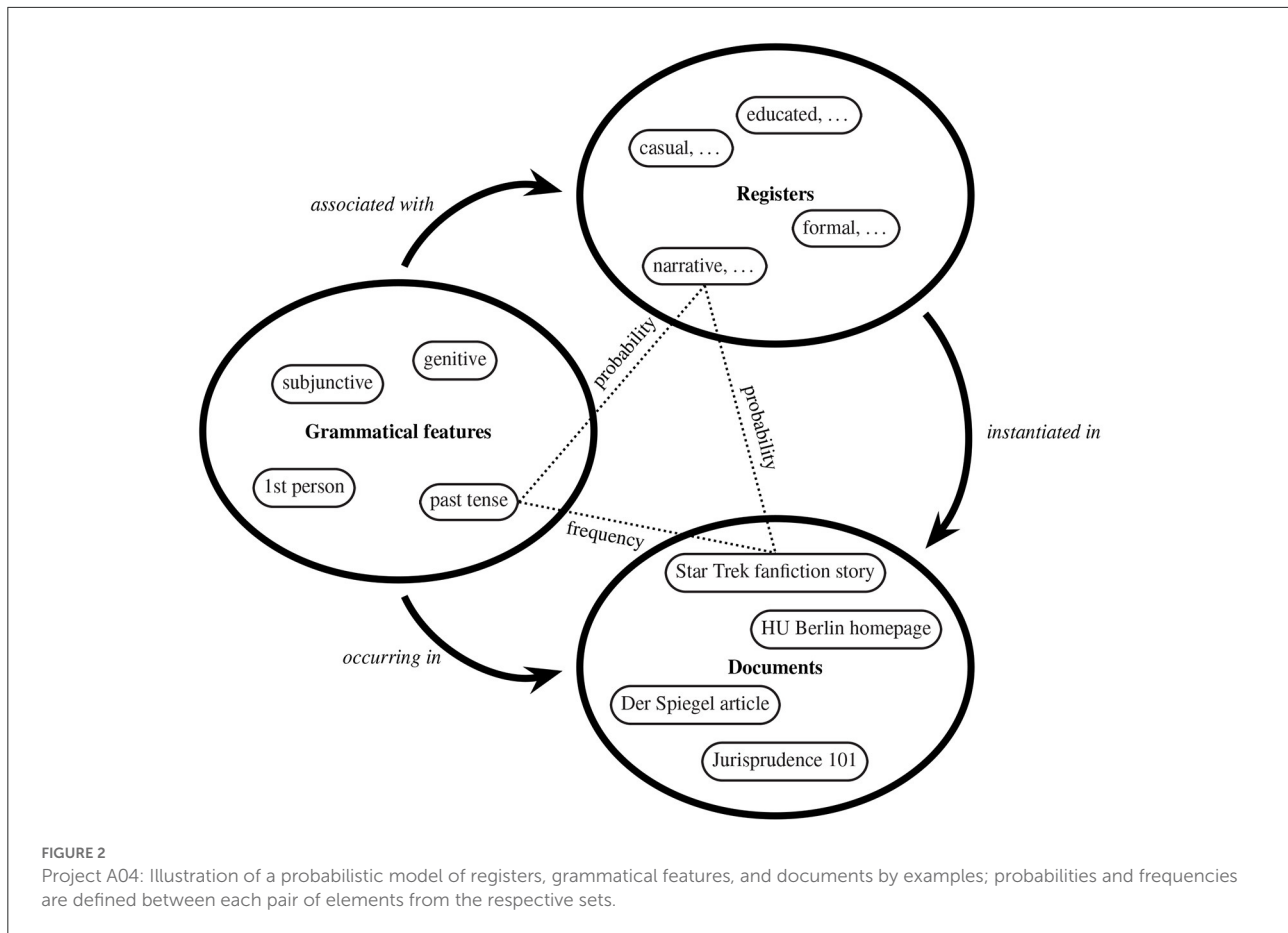 educated, …
casual, …
Registers
associated with
formal, …
narrative, …
probability
genitive
subjunctive
probability
Grammatical features
instantiated in
1st person
past tense
frequency
Star Trek fanfiction story
HU Berlin homepage
occurring in
Documents
Der Spiegel article
Jurisprudence 101
FIGURE 2
Project A04: Illustration of a probabilistic model of registers, grammatical features, and documents by examples; probabilities and frequencies
are defined between each pair of elements from the respective sets.